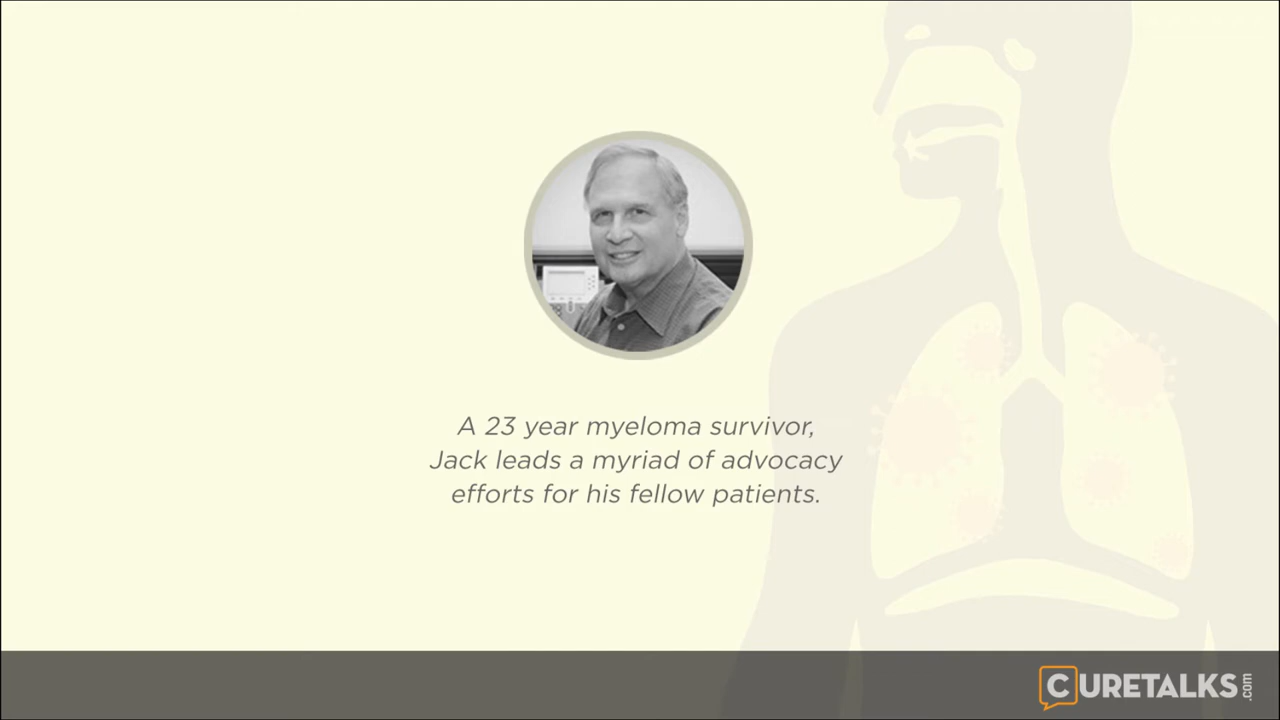 A 23 year myeloma survivor,
Jack leads a myriad of advocacy
efforts for his fellow patients.
CURETALKS.com